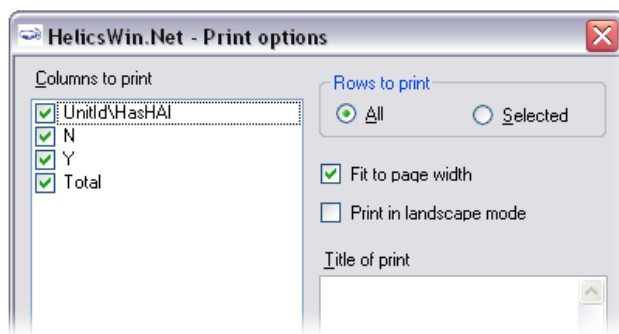 HelicsWin.Net - Print options
Columns to print
UnitId\HasHAI
N
Y
Total
Rows to print
All
Selected
Fit to page width
Print in landscape mode
Title of print